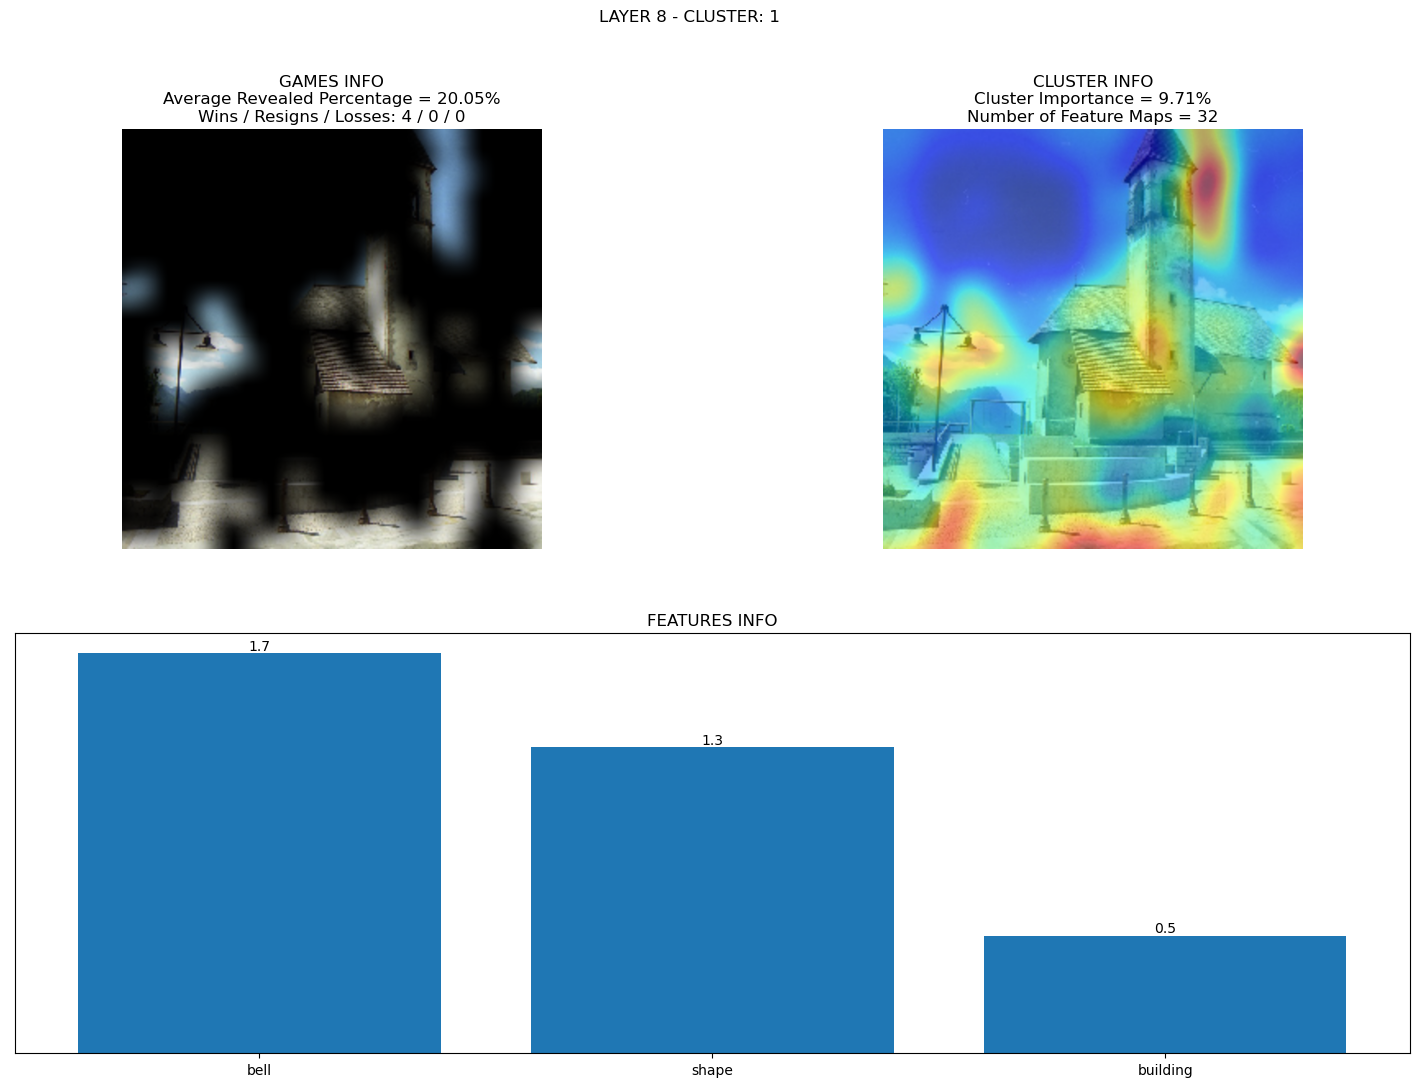 LAYER 8 - CLUSTER: 1
GAMES INFO
Average Revealed Percentage = 20.05%
Wins / Resigns / Losses: 4 / 0 / 0
CLUSTER INFO
Cluster Importance = 9.71%
Number of Feature Maps = 32
FEATURES INFO
1.7
1.3
0.5
bell
shape
building